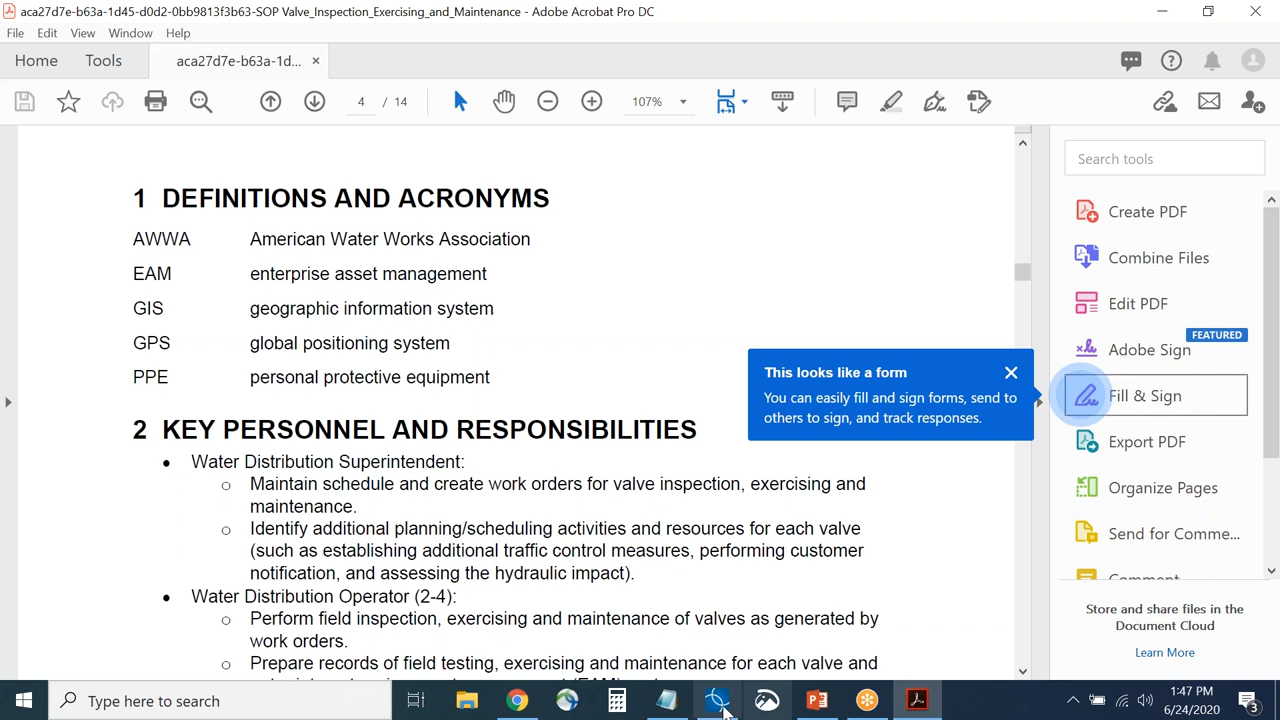 aca27d7e-b63a-1d45-d0d2-0bb9813f3b63-SOP Valve_Inspection_Exercising_and_Maintenance - Adobe Acrobat Pro DC
File Edit View Window Help
Home Tools aca27d7e-b63a-1d... ×
4 / 14 107%
1 DEFINITIONS AND ACRONYMS
AWWA American Water Works Association
EAM enterprise asset management
GIS geographic information system
GPS global positioning system
PPE personal protective equipment
2 KEY PERSONNEL AND RESPONSIBILITIES
• Water Distribution Superintendent:
o Maintain schedule and create work orders for valve inspection, exercising and
maintenance.
o Identify additional planning/scheduling activities and resources for each valve
(such as establishing additional traffic control measures, performing customer
notification, and assessing the hydraulic impact).
• Water Distribution Operator (2-4):
o Perform field inspection, exercising and maintenance of valves as generated by
work orders.
o Prepare records of field testing, exercising and maintenance for each valve and
This looks like a form
You can easily fill and sign forms, send to
others to sign, and track responses.
Search tools
Create PDF
Combine Files
Edit PDF
FEATURED
Adobe Sign
Fill & Sign
Export PDF
Organize Pages
Send for Comme...
Comment
Store and share files in the
Document Cloud
Learn More
Type here to search
1:47 PM
6/24/2020
3